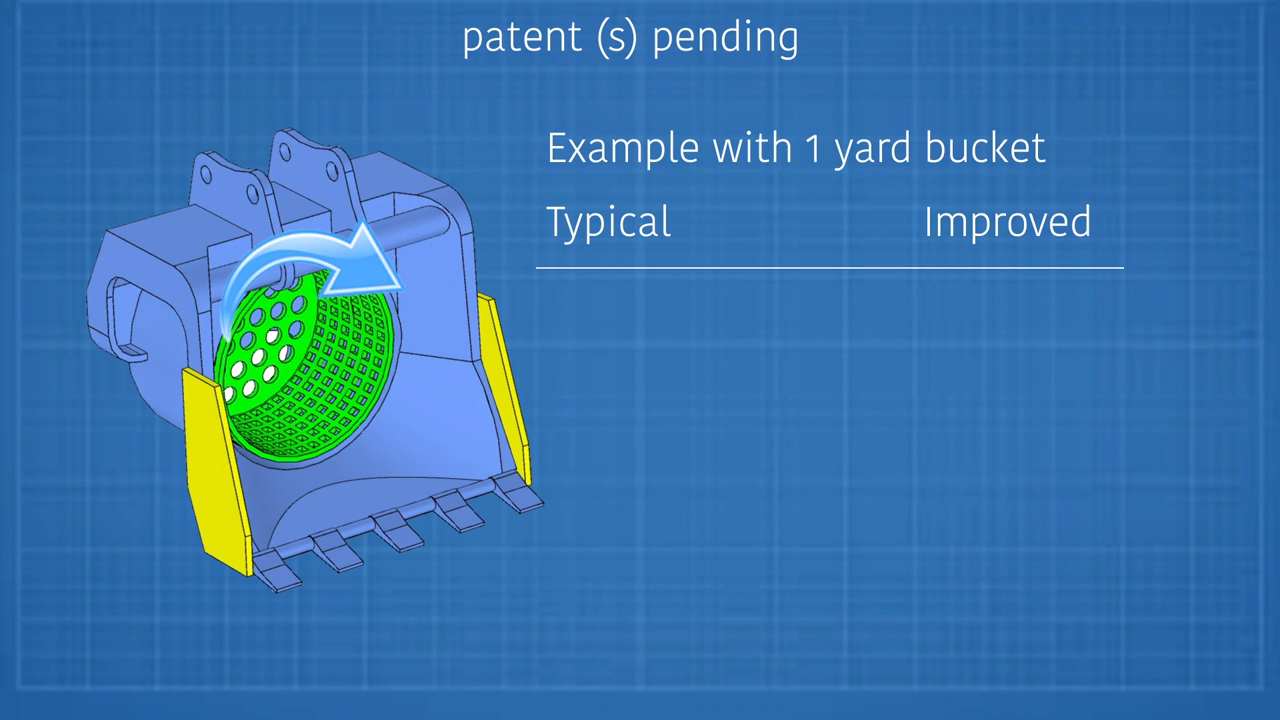 patent (s) pending
Example with 1 yard bucket
Typical Improved